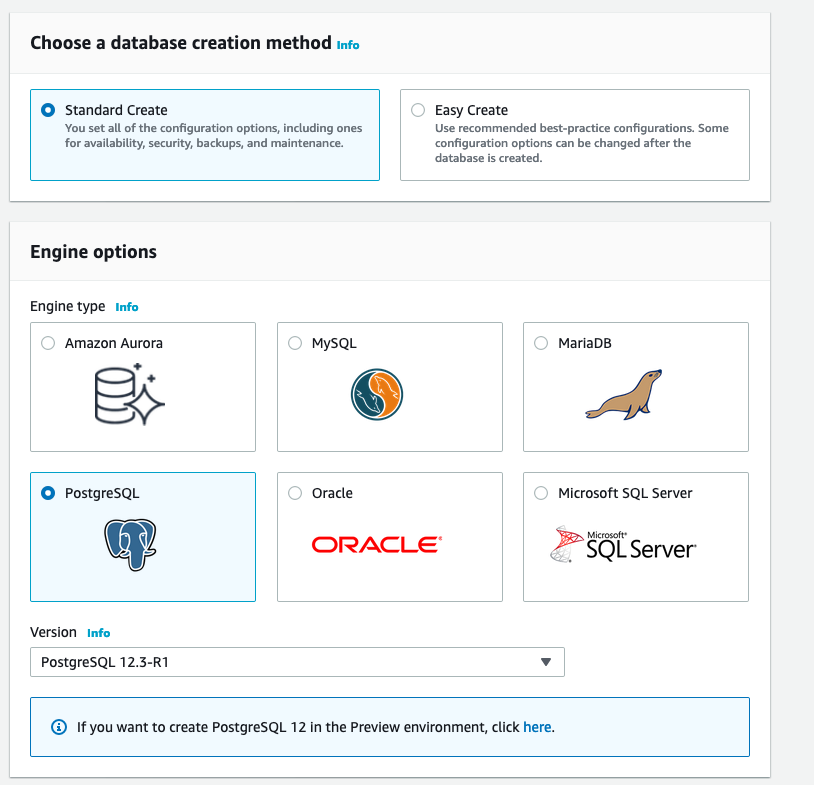 Choose a database creation method Info
Standard Create
You set all of the configuration options, including ones
for availability, security, backups, and maintenance.
Easy Create
Use recommended best-practice configurations. Some
configuration options can be changed after the
database is created.
Engine options
Engine type Info
Amazon Aurora
MySQL
MariaDB
PostgreSQL
Oracle
ORACLE®
Microsoft SQL Server
Microsoft®
SQL Server®
Version Info
PostgreSQL 12.3-R1
If you want to create PostgreSQL 12 in the Preview environment, click here.